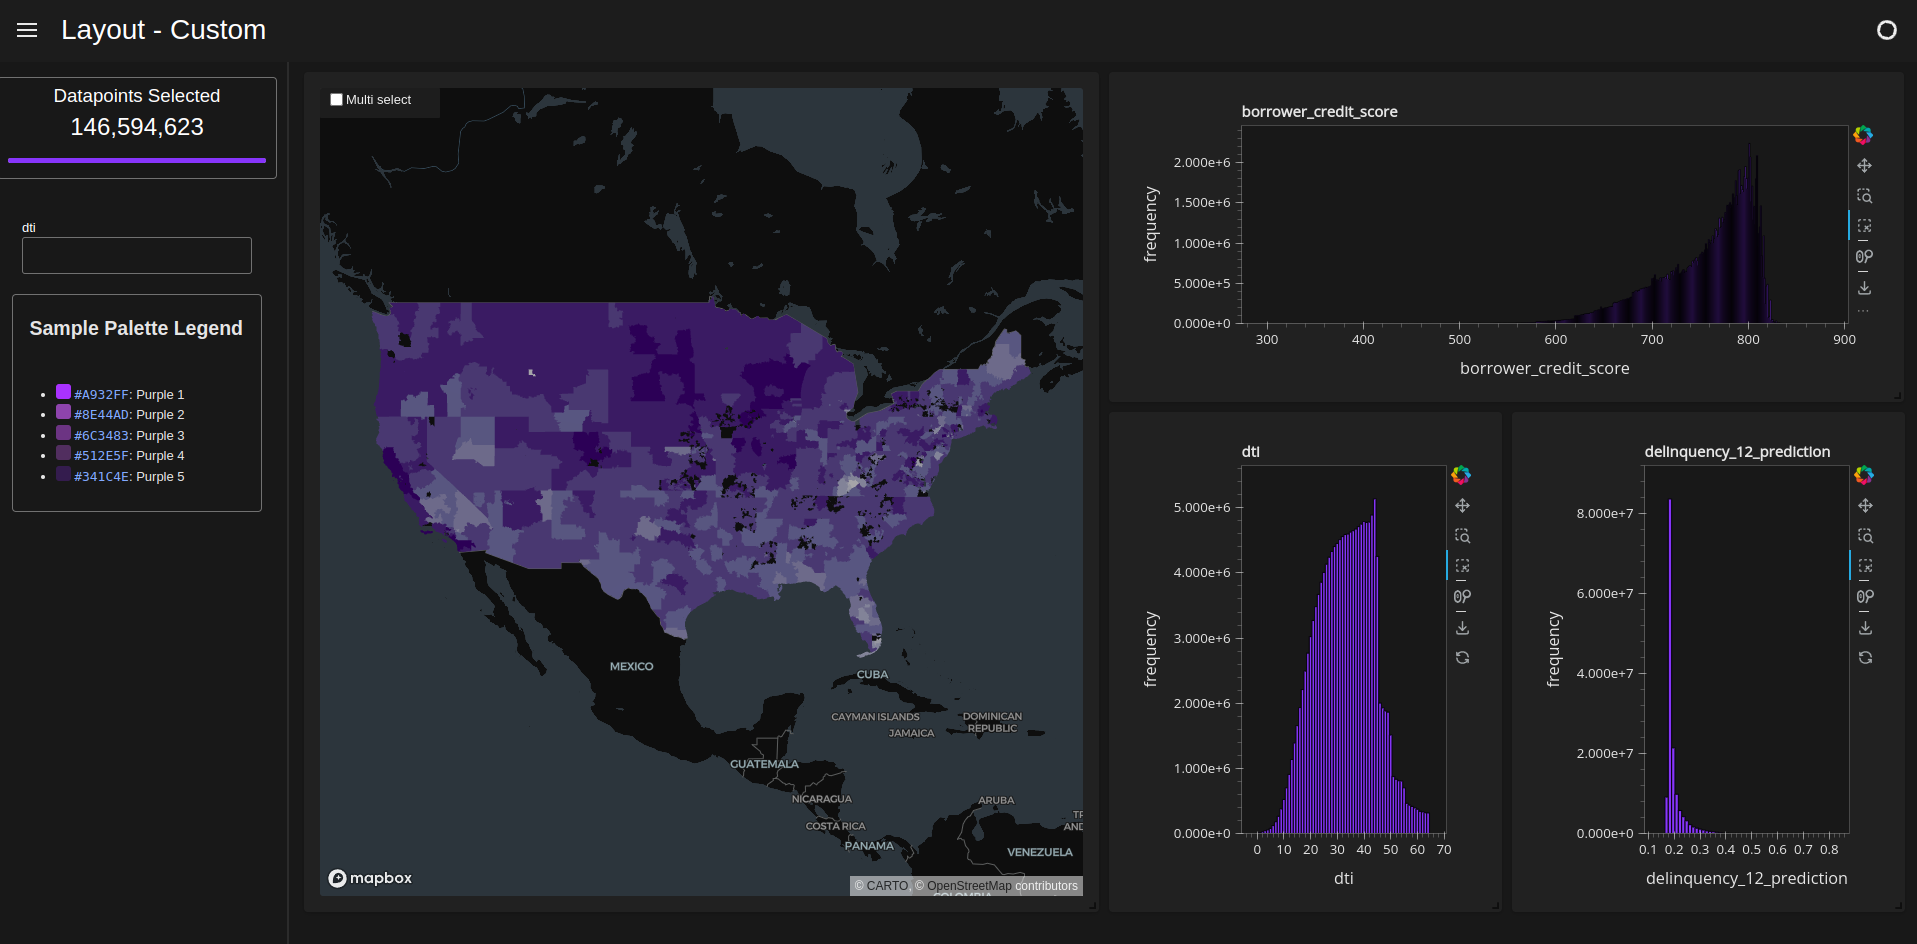 Layout - Custom
Datapoints Selected
146,594,623
dti
Sample Palette Legend
#A932FF: Purple 1
#8E44AD: Purple 2
#6C3483: Purple 3
#512E5F: Purple 4
#341C4E: Purple 5
Multi select
MEXICO
CUBA
CAYMAN ISLANDS
JAMAICA
DOMINICAN
REPUBLIC
GUATEMALA
NICARAGUA
COSTA RICA
PANAMA
ARUBA
VENEZUELA
mapbox
© CARTO, © OpenStreetMap contributors
borrower_credit_score
frequency
2.000e+6
1.500e+6
1.000e+6
5.000e+5
0.000e+0
300 400 500 600 700 800 900
borrower_credit_score
dti
frequency
5.000e+6
4.000e+6
3.000e+6
2.000e+6
1.000e+6
0.000e+0
0 10 20 30 40 50 60 70
dti
delinquency_12_prediction
frequency
8.000e+7
6.000e+7
4.000e+7
2.000e+7
0.000e+0
0.1 0.2 0.3 0.4 0.5 0.6 0.7 0.8
delinquency_12_prediction